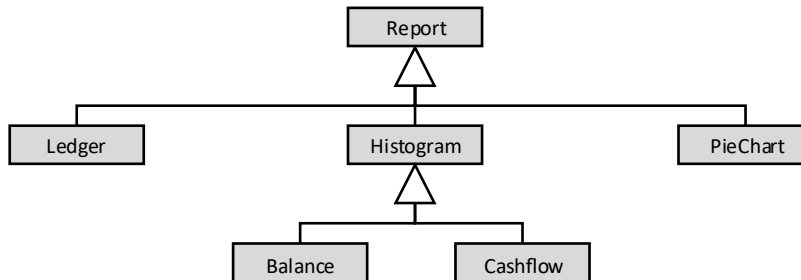 Report
Ledger
Histogram
PieChart
Balance
Cashflow